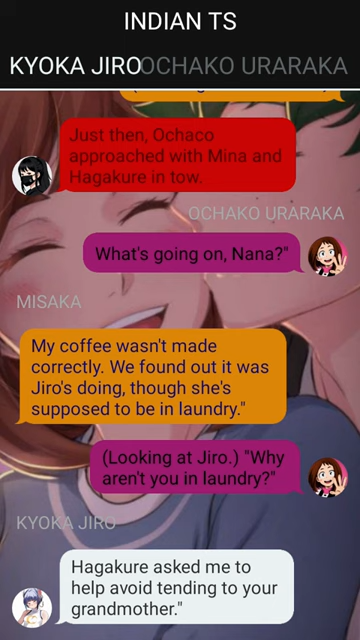 INDIAN TS
KYOKA JIRO OCHAKO URARAKA
Just then, Ochaco
approached with Mina and
Hagakure in tow.
OCHAKO URARAKA
What's going on, Nana?"
MISAKA
My coffee wasn't made
correctly. We found out it was
Jiro's doing, though she's
supposed to be in laundry."
(Looking at Jiro.) "Why
aren't you in laundry?"
KYOKA JIRO
Hagakure asked me to
help avoid tending to your
grandmother."